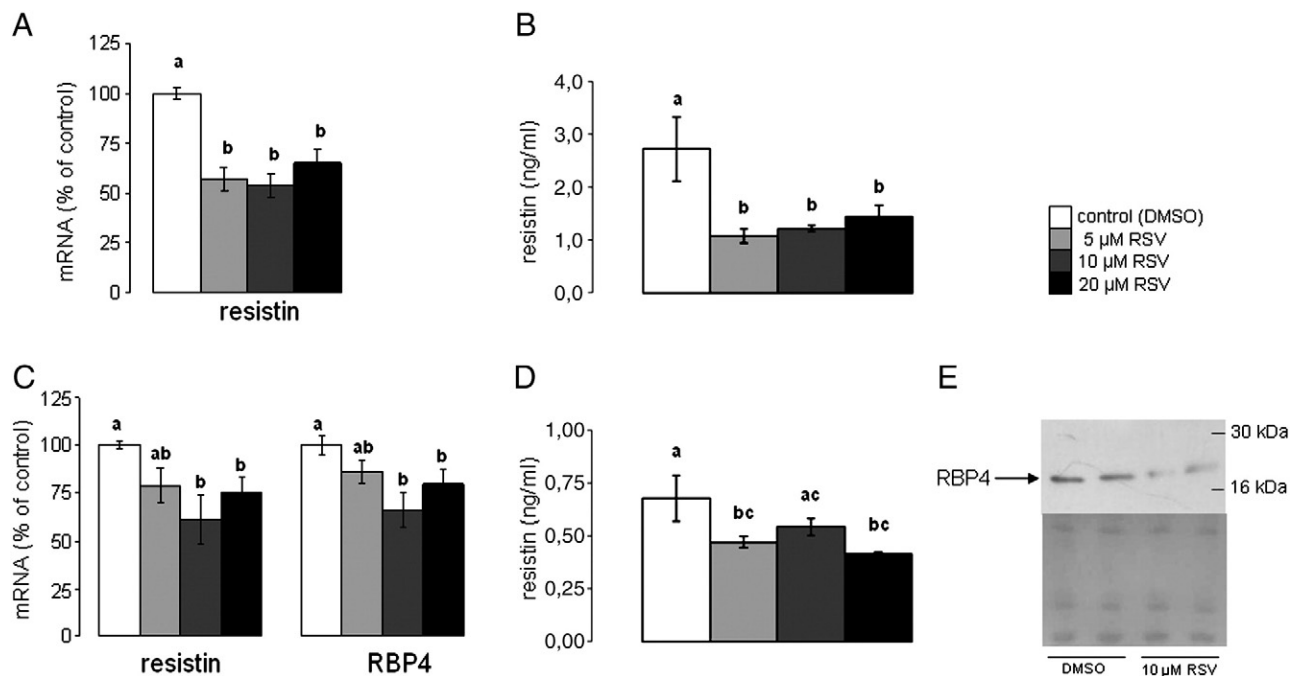 A
mRNA (% of control)
125
100
75
50
25
0
a
b
b
b
resistin
B
resistin (ng/ml)
4,0
3,0
2,0
1,0
0,0
a
b
b
b
control (DMSO)
5 µM RSV
10 µM RSV
20 µM RSV
C
mRNA (% of control)
125
100
75
50
25
0
a
ab
b
b
a
ab
b
b
resistin
RBP4
D
resistin (ng/ml)
1,00
0,75
0,50
0,25
0,00
a
bc
ac
bc
E
RBP4
30 kDa
16 kDa
DMSO
10 µM RSV